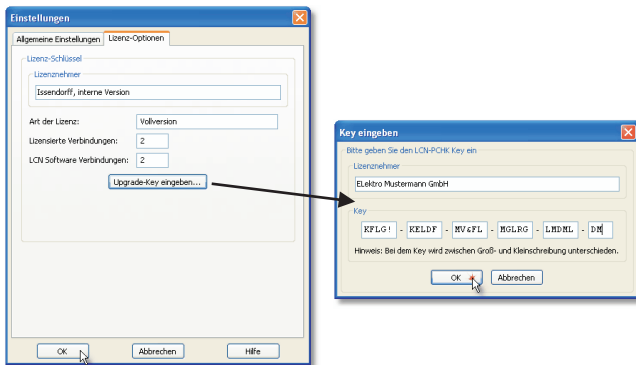 Einstellungen
Allgemeine Einstellungen Lizenz-Optionen
Lizenz-Schlüssel
Lizenznehmer
Issendorff, interne Version
Art der Lizenz: Vollversion
Lizensierte Verbindungen: 2
LCN Software Verbindungen: 2
Upgrade-Key eingeben...
OK Abbrechen Hilfe
Key eingeben
Bitte geben Sie den LCN-PCHK Key ein
Lizenznehmer
ELektro Mustermann GmbH
Key
KFLG! - KELDF - MV&FL - MGLRG - LMDML - DM
Hinweis: Bei dem Key wird zwischen Groß- und Kleinschreibung unterschieden.
OK Abbrechen